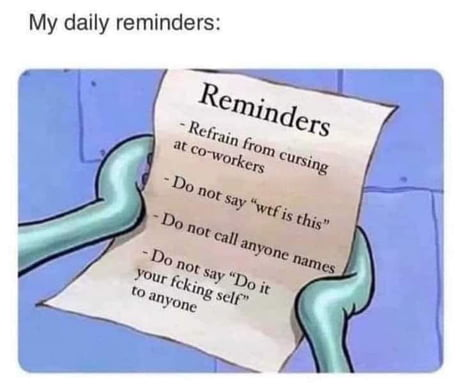 My daily reminders:
Reminders
- Refrain from cursing
at co-workers
- Do not say “wtf is this”
- Do not call anyone names
- Do not say “Do it
your fcking self”
to anyone